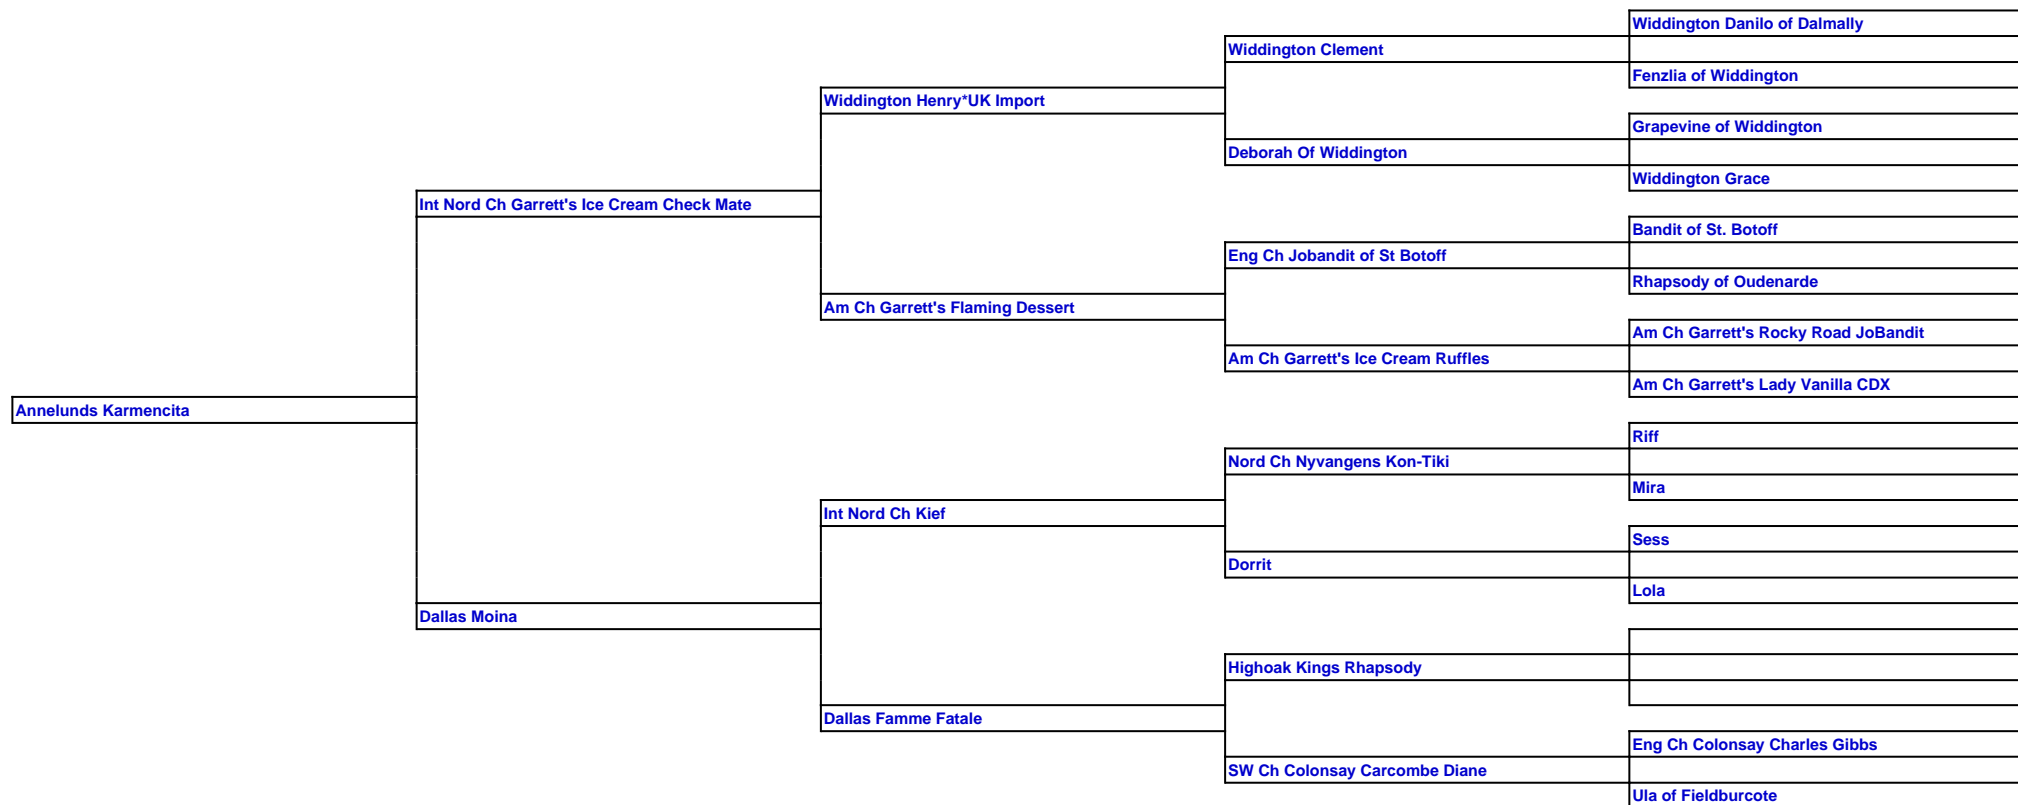 Widdington Danilo of Dalmally
Widdington Clement
Fenzlia of Widdington
Widdington Henry*UK Import
Grapevine of Widdington
Deborah Of Widdington
Widdington Grace
Int Nord Ch Garrett's Ice Cream Check Mate
Bandit of St. Botoff
Eng Ch Jobandit of St Botoff
Rhapsody of Oudenarde
Am Ch Garrett's Flaming Dessert
Am Ch Garrett's Rocky Road JoBandit
Am Ch Garrett's Ice Cream Ruffles
Am Ch Garrett's Lady Vanilla CDX
Annelunds Karmencita
Riff
Nord Ch Nyvangens Kon-Tiki
Mira
Int Nord Ch Kief
Sess
Dorrit
Lola
Dallas Moina
Highoak Kings Rhapsody
Dallas Famme Fatale
Eng Ch Colonsay Charles Gibbs
SW Ch Colonsay Carcombe Diane
Ula of Fieldburcote